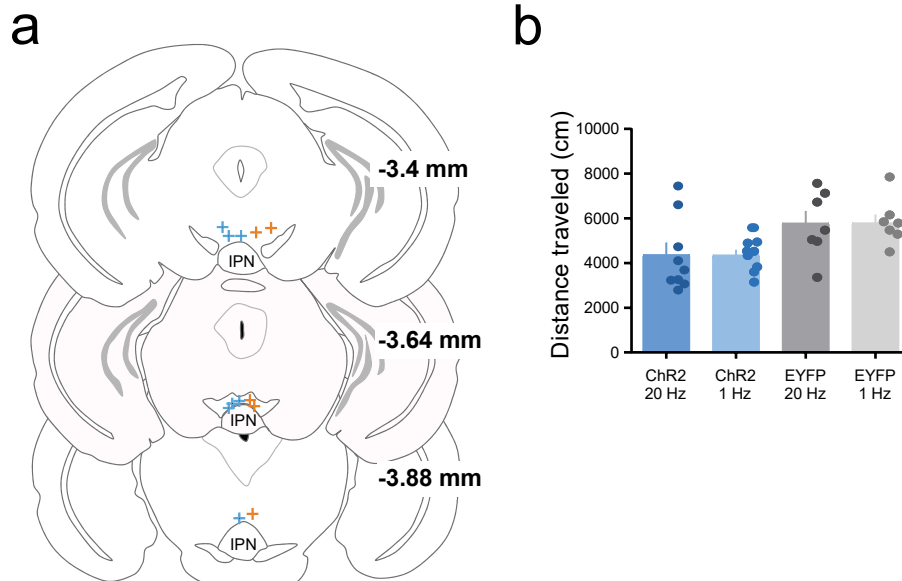 a
-3.4 mm
IPN
-3.64 mm
IPN
-3.88 mm
IPN
b
Distance traveled (cm)
10000
8000
6000
4000
2000
0
ChR2
20 Hz
ChR2
1 Hz
EYFP
20 Hz
EYFP
1 Hz